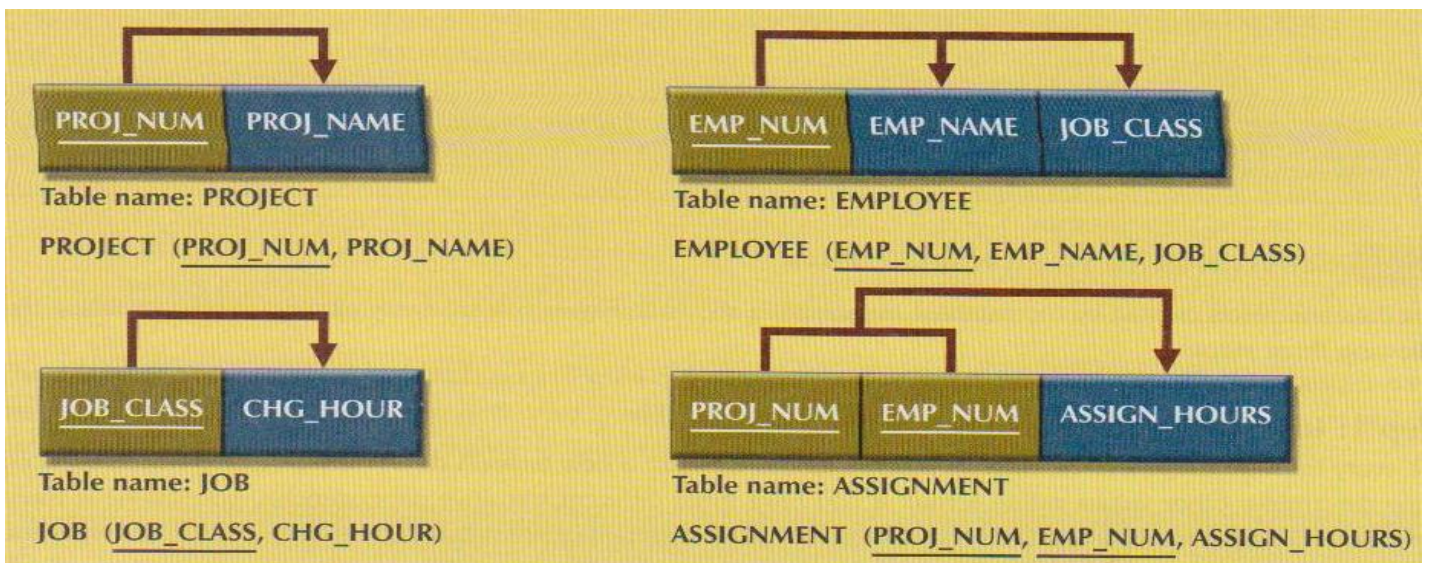 PROJ_NUM PROJ_NAME
Table name: PROJECT
PROJECT (PROJ_NUM, PROJ_NAME)
EMP_NUM EMP_NAME JOB_CLASS
Table name: EMPLOYEE
EMPLOYEE (EMP_NUM, EMP_NAME, JOB_CLASS)
JOB_CLASS CHG_HOUR
Table name: JOB
JOB (JOB_CLASS, CHG_HOUR)
PROJ_NUM EMP_NUM ASSIGN_HOURS
Table name: ASSIGNMENT
ASSIGNMENT (PROJ_NUM, EMP_NUM, ASSIGN_HOURS)